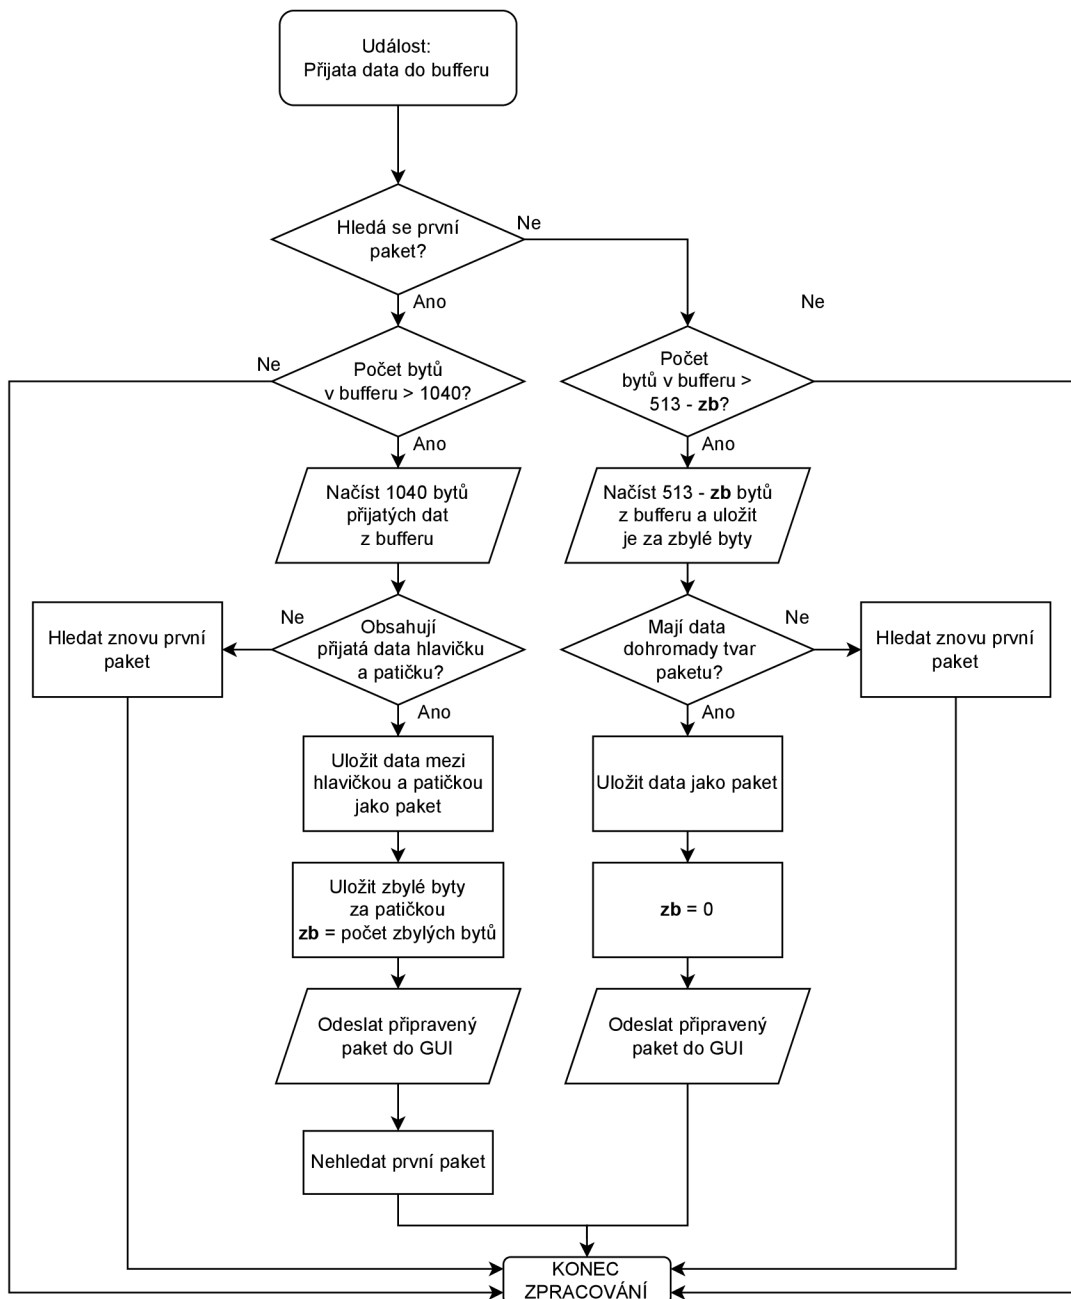 Událost:
Přijata data do bufferu
Hledá se první
paket?
Ne
Ano
Ne
Ne
Počet bytů
v bufferu > 1040?
Počet
bytů v bufferu >
513 - zb?
Ano
Ano
Načíst 1040 bytů
přijatých dat
z bufferu
Načíst 513 - zb bytů
z bufferu a uložit
je za zbylé byty
Hledat znovu první
paket
Ne
Obsahují
přijatá data hlavičku
a patičku?
Mají data
dohromady tvar
paketu?
Ne
Hledat znovu první
paket
Ano
Ano
Uložit data mezi
hlavičkou a patičkou
jako paket
Uložit data jako paket
Uložit zbylé byty
za patičkou
zb = počet zbylých bytů
zb = 0
Odeslat připravený
paket do GUI
Odeslat připravený
paket do GUI
Nehledat první paket
KONEC
ZPRACOVÁNÍ